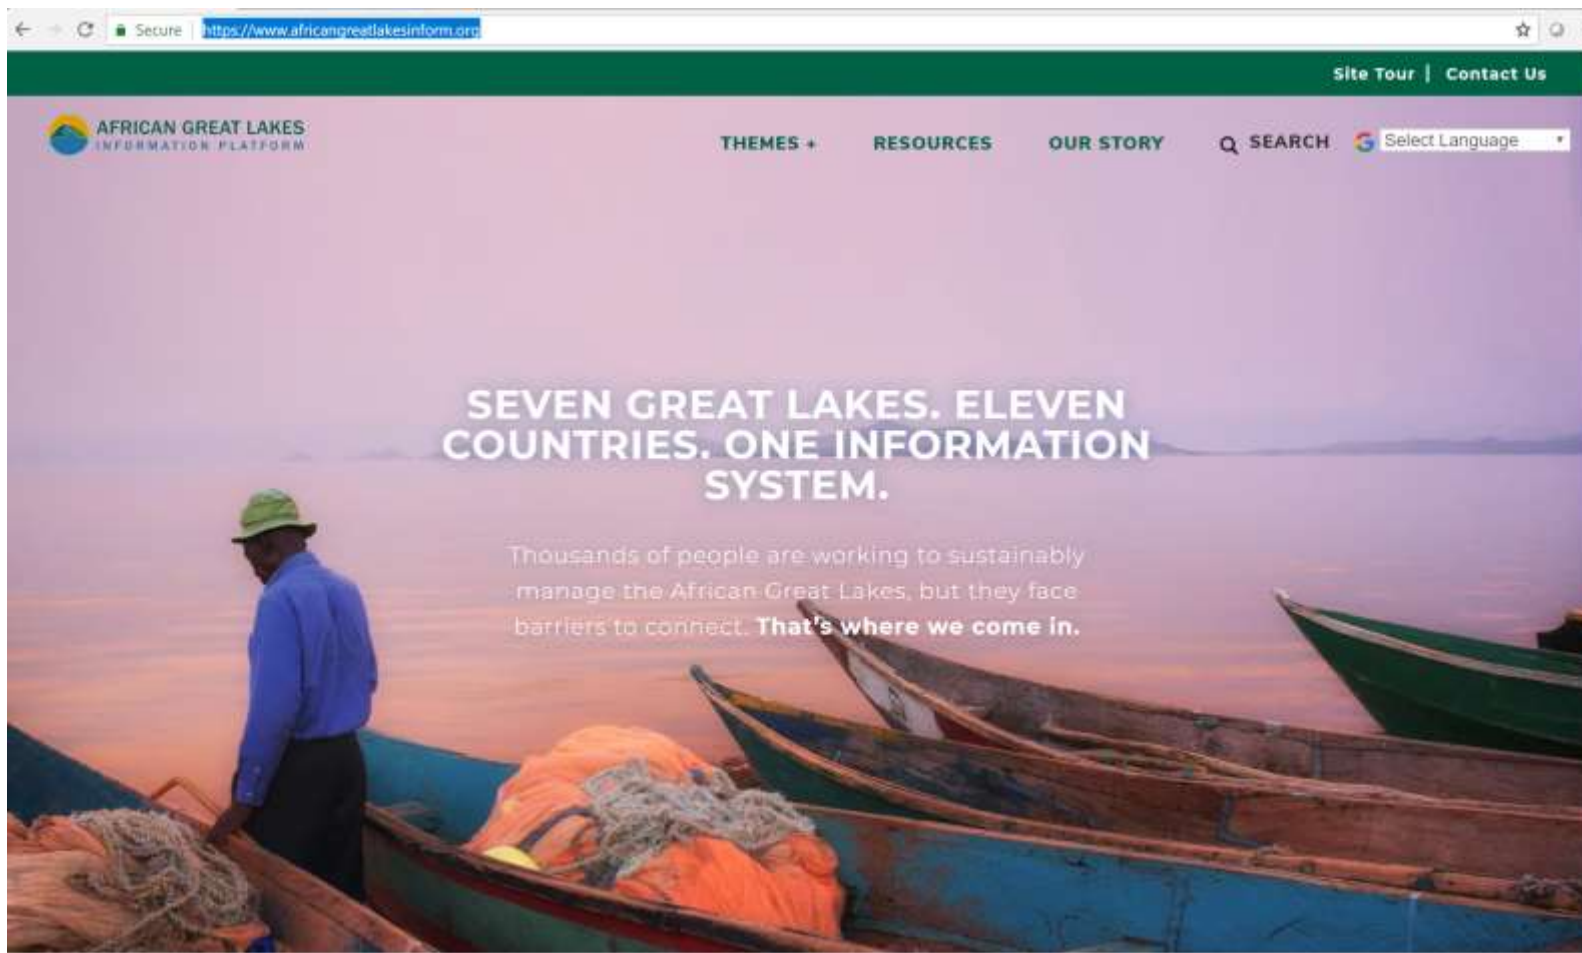 Secure
https://www.africangreatlakesinform.org
Site Tour | Contact Us
AFRICAN GREAT LAKES
INFORMATION PLATFORM
THEMES +
RESOURCES
OUR STORY
SEARCH
Select Language
SEVEN GREAT LAKES. ELEVEN
COUNTRIES. ONE INFORMATION
SYSTEM.
Thousands of people are working to sustainably
manage the African Great Lakes, but they face
barriers to connect. That's where we come in.